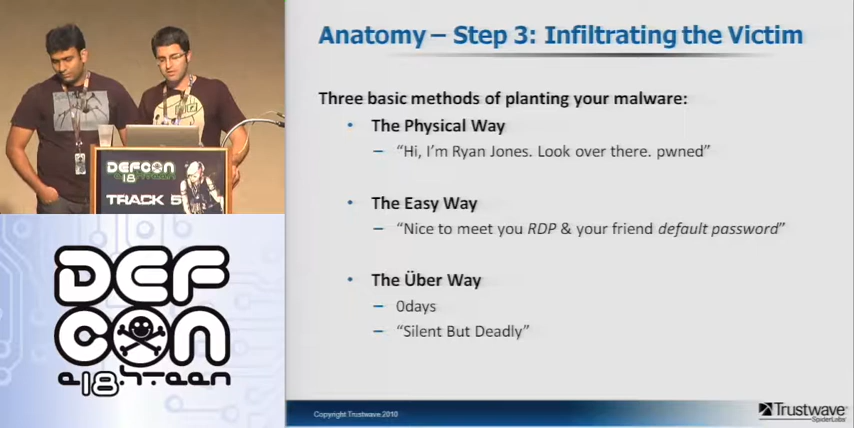 DEFCON
18
TRACK 5
DEF
CON
e.18.hteen
Anatomy – Step 3: Infiltrating the Victim
Three basic methods of planting your malware:
• The Physical Way
– “Hi, I’m Ryan Jones. Look over there. pwned”
• The Easy Way
– “Nice to meet you RDP & your friend default password”
• The Über Way
– 0days
– “Silent But Deadly”
Copyright Trustwave 2010
Trustwave
SpiderLabs